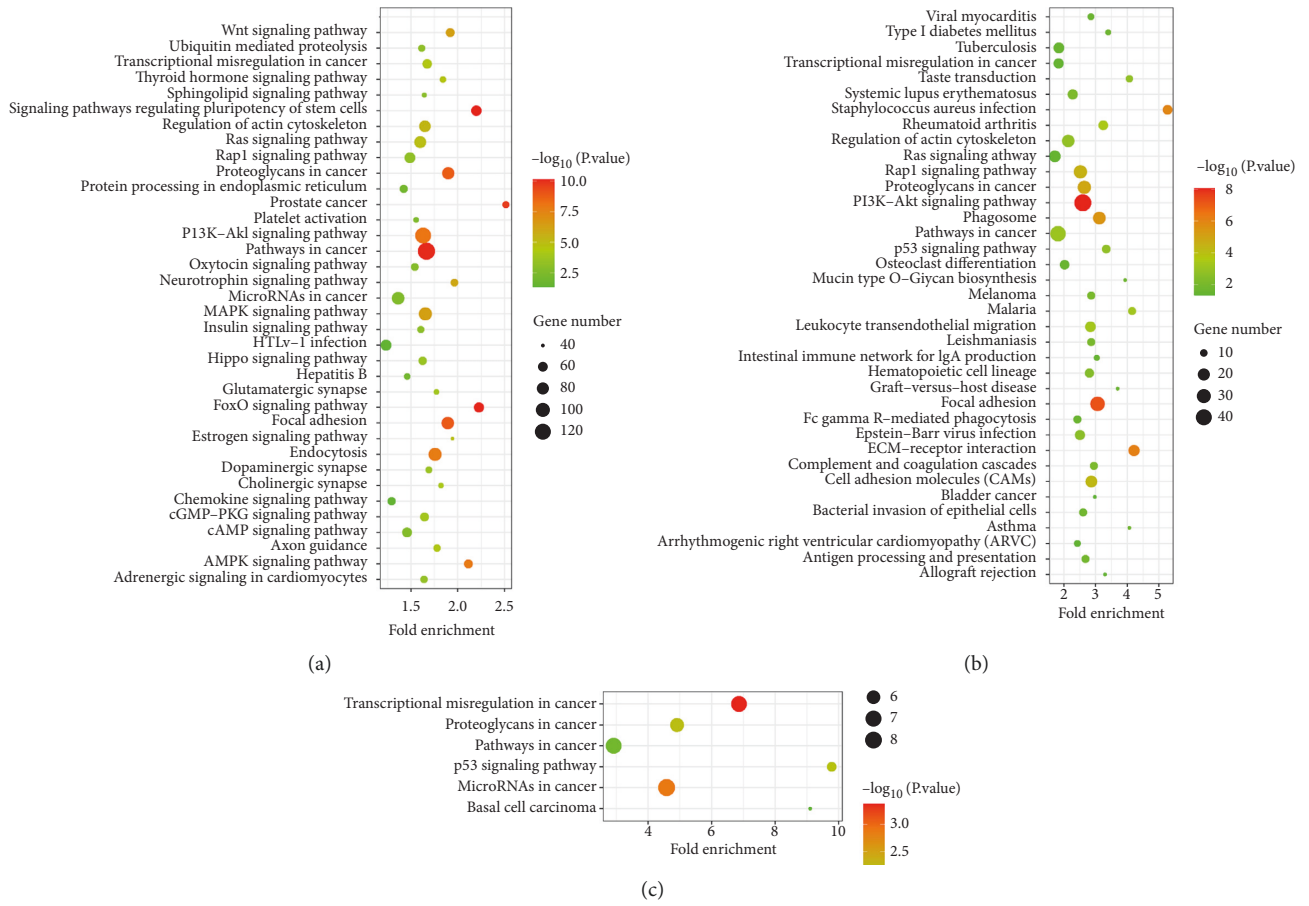 Wnt signaling pathway
Ubiquitin mediated proteolysis
Transcriptional misregulation in cancer
Thyroid hormone signaling pathway
Sphingolipid signaling pathway
Signaling pathways regulating pluripotency of stem cells
Regulation of actin cytoskeleton
Ras signaling pathway
Rap1 signaling pathway
Proteoglycans in cancer
Protein processing in endoplasmic reticulum
Prostate cancer
Platelet activation
P13K–Akl signaling pathway
Pathways in cancer
Oxytocin signaling pathway
Neurotrophin signaling pathway
MicroRNAs in cancer
MAPK signaling pathway
Insulin signaling pathway
HTLv–1 infection
Hippo signaling pathway
Hepatitis B
Glutamatergic synapse
FoxO signaling pathway
Focal adhesion
Estrogen signaling pathway
Endocytosis
Dopaminergic synapse
Cholinergic synapse
Chemokine signaling pathway
cGMP–PKG signaling pathway
cAMP signaling pathway
Axon guidance
AMPK signaling pathway
Adrenergic signaling in cardiomyocytes
1.5 2.0 2.5
Fold enrichment
–log10 (P.value)
10.0
7.5
5.0
2.5
Gene number
40
60
80
100
120
(a)
Viral myocarditis
Type I diabetes mellitus
Tuberculosis
Transcriptional misregulation in cancer
Taste transduction
Systemic lupus erythematosus
Staphylococcus aureus infection
Rheumatoid arthritis
Regulation of actin cytoskeleton
Ras signaling athway
Rap1 signaling pathway
Proteoglycans in cancer
PI3K–Akt signaling pathway
Phagosome
Pathways in cancer
p53 signaling pathway
Osteoclast differentiation
Mucin type O–Glycan biosynthesis
Melanoma
Malaria
Leukocyte transendothelial migration
Leishmaniasis
Intestinal immune network for lgA production
Hematopoietic cell lineage
Graft–versus–host disease
Focal adhesion
Fc gamma R–mediated phagocytosis
Epstein–Barr virus infection
ECM–receptor interaction
Complement and coagulation cascades
Cell adhesion molecules (CAMs)
Bladder cancer
Bacterial invasion of epithelial cells
Asthma
Arrhythmogenic right ventricular cardiomyopathy (ARVC)
Antigen processing and presentation
Allograft rejection
2 3 4 5
Fold enrichment
–log10 (P.value)
8
6
4
2
Gene number
10
20
30
40
(b)
Transcriptional misregulation in cancer
Proteoglycans in cancer
Pathways in cancer
p53 signaling pathway
MicroRNAs in cancer
Basal cell carcinoma
4 6 8 10
Fold enrichment
6
7
8
–log10 (P.value)
3.0
2.5
(c)